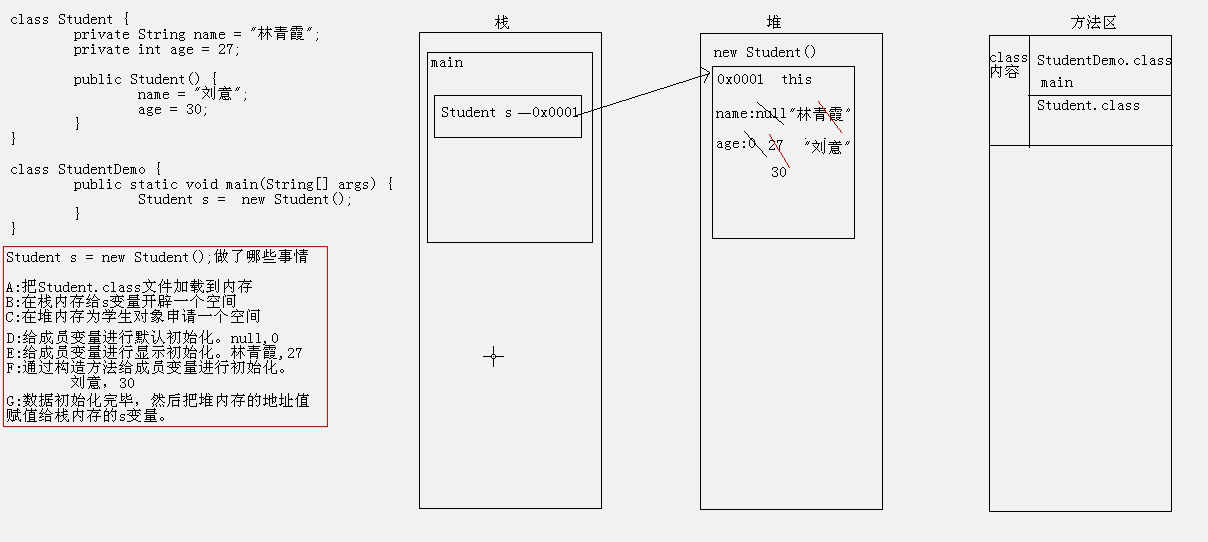 class Student {
private String name = "林青霞";
private int age = 27;
public Student() {
name = "刘意";
age = 30;
}
}
class StudentDemo {
public static void main(String[] args) {
Student s =  new Student();
}
}
Student s = new Student();做了哪些事情
A:把Student.class文件加载到内存
B:在栈内存给s变量开辟一个空间
C:在堆内存为学生对象申请一个空间
D:给成员变量进行默认初始化。null,0
E:给成员变量进行显示初始化。林青霞,27
F:通过构造方法给成员变量进行初始化。
刘意, 30
G:数据初始化完毕，然后把堆内存的地址值
赋值给栈内存的s变量。
栈
main
Student s —0x0001
堆
new Student()
0x0001  this
name:null"林青霞"
age:0  27  "刘意"
30
方法区
class
内容
StudentDemo.class
main
Student.class